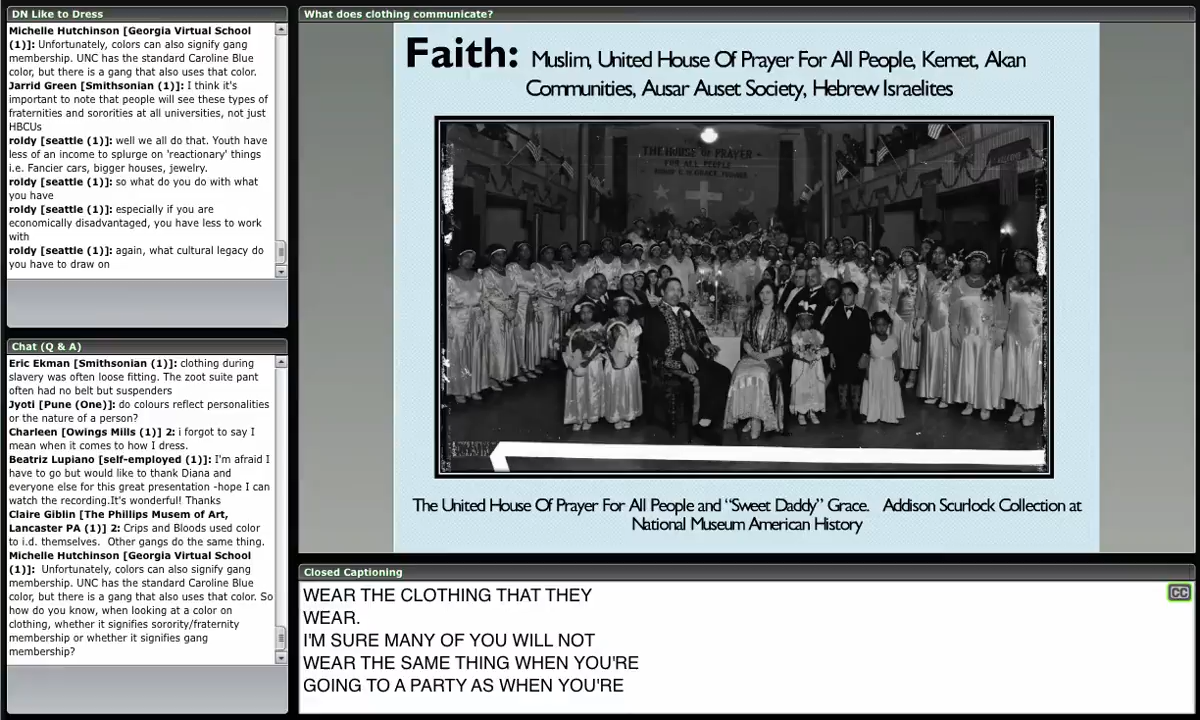 DN Like to Dress
Michelle Hutchinson [Georgia Virtual School
(1)]: Unfortunately, colors can also signify gang
membership. UNC has the standard Caroline Blue
color, but there is a gang that also uses that color.
Jarrid Green [Smithsonian (1)]: I think it's
important to note that people will see these types of
fraternities and sororities at all universities, not just
HBCUs
roldy [seattle (1)]: well we all do that. Youth have
less of an income to splurge on 'reactionary' things
i.e. Fancier cars, bigger houses, jewelry.
roldy [seattle (1)]: so what do you do with what
you have
roldy [seattle (1)]: especially if you are
economically disadvantaged, you have less to work
with
roldy [seattle (1)]: again, what cultural legacy do
you have to draw on
Chat (Q & A)
Eric Ekman [Smithsonian (1)]: clothing during
slavery was often loose fitting. The zoot suite pant
often had no belt but suspenders
Jyoti [Pune (One)]: do colours reflect personalities
or the nature of a person?
Charleen [Owings Mills (1)] 2: i forgot to say I
mean when it comes to how I dress.
Beatriz Lupiano [self-employed (1)]: I'm afraid I
have to go but would like to thank Diana and
everyone else for this great presentation -hope I can
watch the recording.It's wonderful! Thanks
Claire Giblin [The Phillips Musem of Art,
Lancaster PA (1)] 2: Crips and Bloods used color
to i.d. themselves. Other gangs do the same thing.
Michelle Hutchinson [Georgia Virtual School
(1)]: Unfortunately, colors can also signify gang
membership. UNC has the standard Caroline Blue
color, but there is a gang that also uses that color. So
how do you know, when looking at a color on
clothing, whether it signifies sorority/fraternity
membership or whether it signifies gang
membership?
What does clothing communicate?
Faith: Muslim, United House Of Prayer For All People, Kemet, Akan
Communities, Ausar Auset Society, Hebrew Israelites
THE HOUSE OF PRAYER
FOR ALL PEOPLE
The United House Of Prayer For All People and “Sweet Daddy” Grace. Addison Scurlock Collection at
National Museum American History
Closed Captioning
CC
WEAR THE CLOTHING THAT THEY
WEAR.
I'M SURE MANY OF YOU WILL NOT
WEAR THE SAME THING WHEN YOU'RE
GOING TO A PARTY AS WHEN YOU'RE